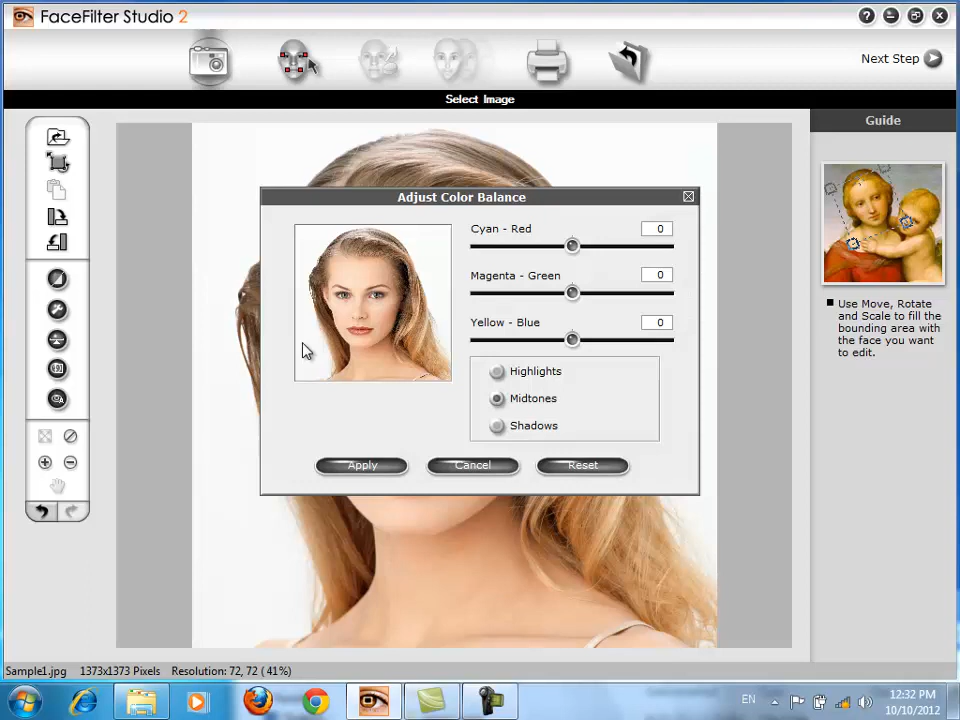 FaceFilter Studio 2
Next Step
Select Image
Guide
Adjust Color Balance
Cyan - Red
0
Magenta - Green
0
Yellow - Blue
0
Highlights
Midtones
Shadows
Apply
Cancel
Reset
Use Move, Rotate
and Scale to fill the
bounding area with
the face you want
to edit.
Sample1.jpg 1373x1373 Pixels Resolution: 72, 72 ( 41%)
EN
12:32 PM
10/10/2012